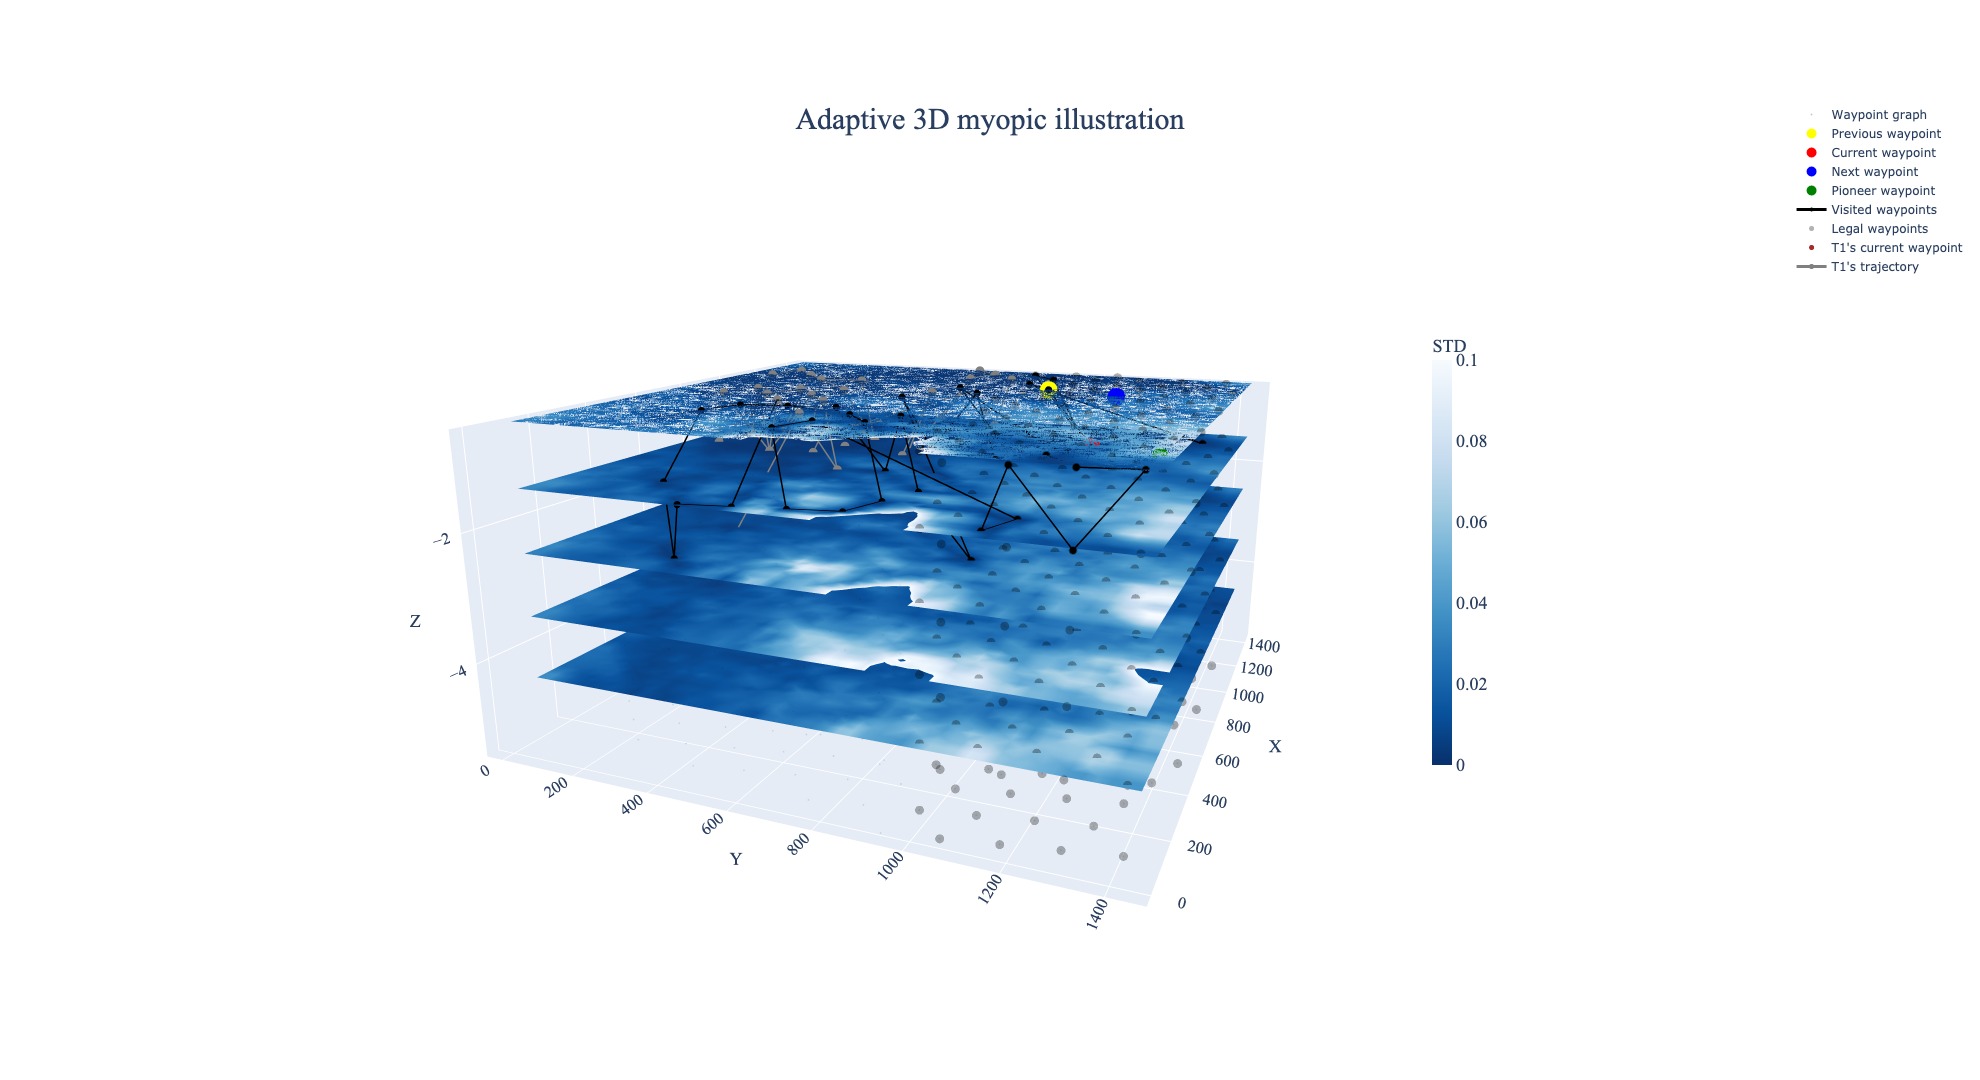 Adaptive 3D myopic illustration
Waypoint graph
Previous waypoint
Current waypoint
Next waypoint
Pioneer waypoint
Visited waypoints
Legal waypoints
T1's current waypoint
T1's trajectory
STD
0.1
0.08
0.06
0.04
0.02
0
−2
−4
Z
0
200
400
600
800
1000
1200
1400
Y
1400
1200
1000
800
600
400
200
0
X